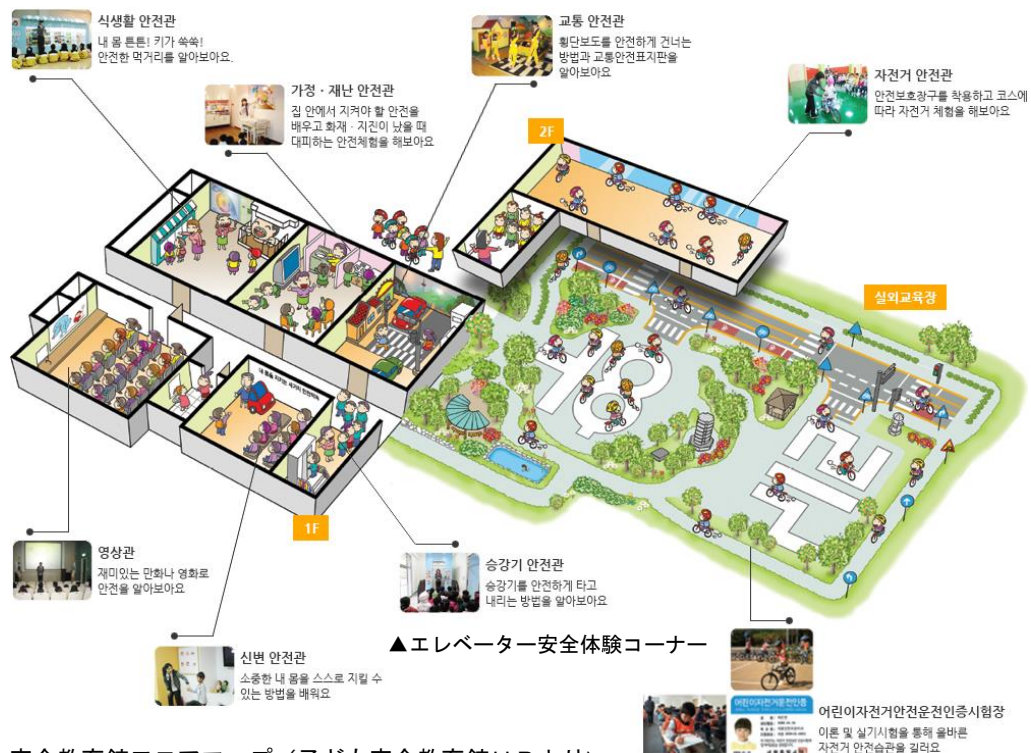 식생활 안전관
내 몸 튼튼! 키가 쑥쑥!
안전한 먹거리를 알아보아요.
교통 안전관
횡단보도를 안전하게 건너는
방법과 교통안전표지판을
알아보아요
가정 · 재난 안전관
집 안에서 지켜야 할 안전을
배우고 화재 · 지진이 났을 때
대피하는 안전체험을 해보아요
자전거 안전관
안전보호장구를 착용하고 코스에
따라 자전거 체험을 해보아요
2F
실외교육장
1F
영상관
재미있는 만화나 영화로
안전을 알아보아요
승강기 안전관
승강기를 안전하게 타고
내리는 방법을 알아보아요
▲エレベーター安全体験コーナー
신변 안전관
소중한 내 몸을 스스로 지킬 수
있는 방법을 배워요
어린이자전거운전인증
어린이자전거안전운전인증시험장
이론 및 실기시험을 통해 올바른
자전거 안전습관을 길러요